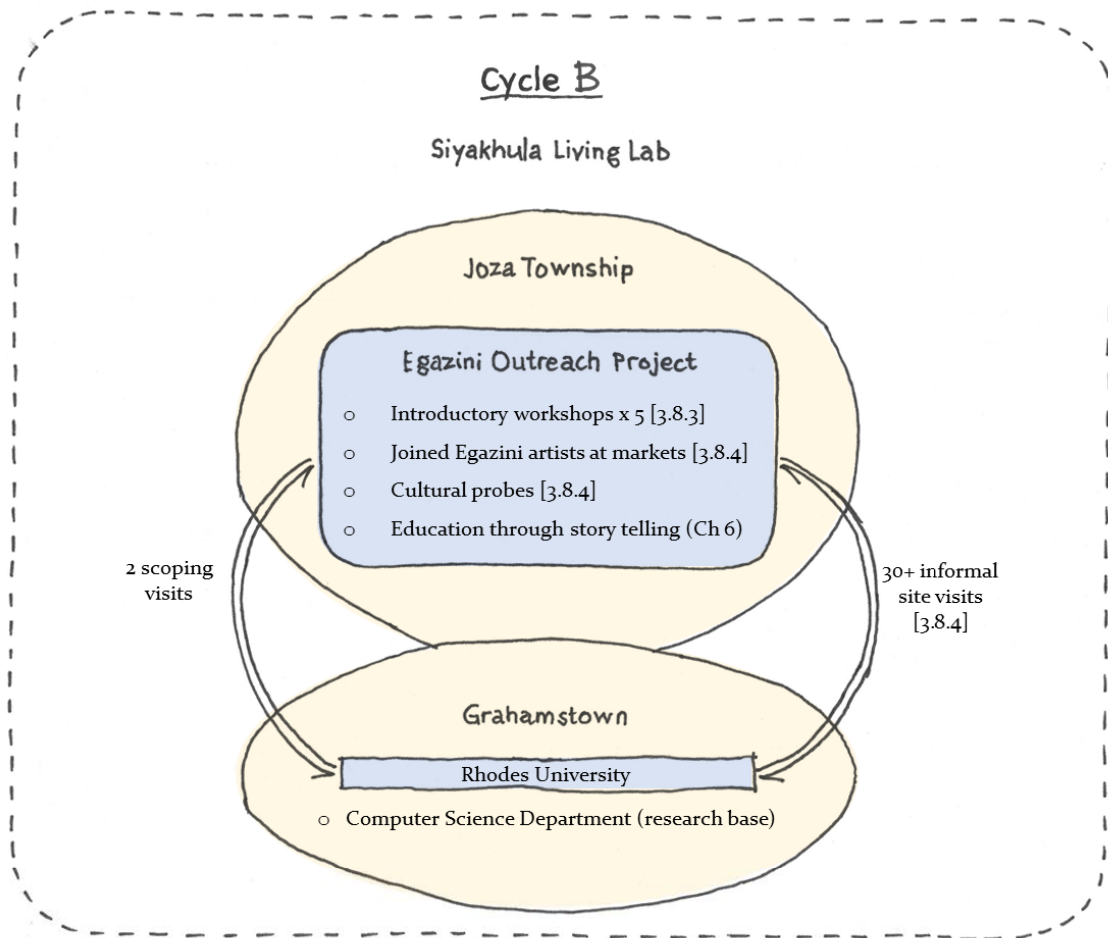 Cycle B
Siyakhula Living Lab
Joza Township
Egazini Outreach Project
o Introductory workshops x 5 [3.8.3]
o Joined Egazini artists at markets [3.8.4]
o Cultural probes [3.8.4]
o Education through story telling (Ch 6)
2 scoping
visits
30+ informal
site visits
[3.8.4]
Grahamstown
Rhodes University
o Computer Science Department (research base)